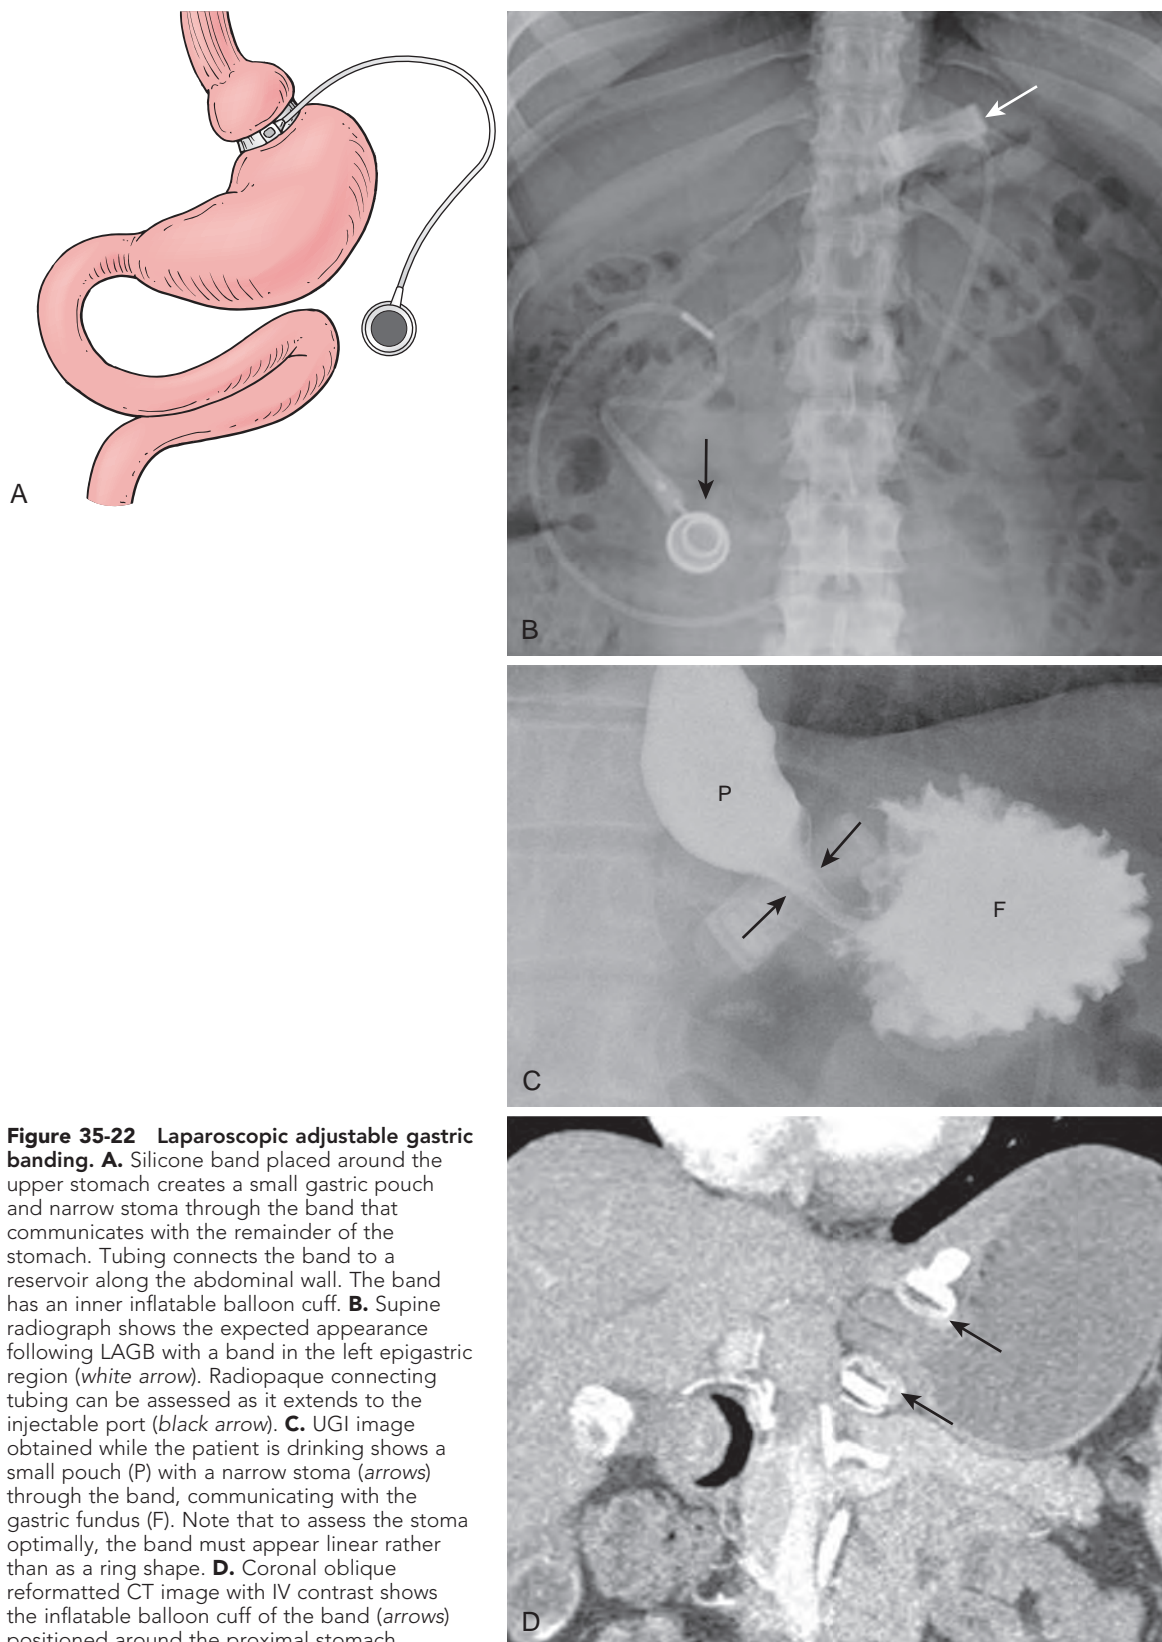 A
B
P
F
C
Figure 35-22 Laparoscopic adjustable gastric
banding. A. Silicone band placed around the
upper stomach creates a small gastric pouch
and narrow stoma through the band that
communicates with the remainder of the
stomach. Tubing connects the band to a
reservoir along the abdominal wall. The band
has an inner inflatable balloon cuff. B. Supine
radiograph shows the expected appearance
following LAGB with a band in the left epigastric
region (white arrow). Radiopaque connecting
tubing can be assessed as it extends to the
injectable port (black arrow). C. UGI image
obtained while the patient is drinking shows a
small pouch (P) with a narrow stoma (arrows)
through the band, communicating with the
gastric fundus (F). Note that to assess the stoma
optimally, the band must appear linear rather
than as a ring shape. D. Coronal oblique
reformatted CT image with IV contrast shows
the inflatable balloon cuff of the band (arrows)
positioned around the proximal stomach.
D